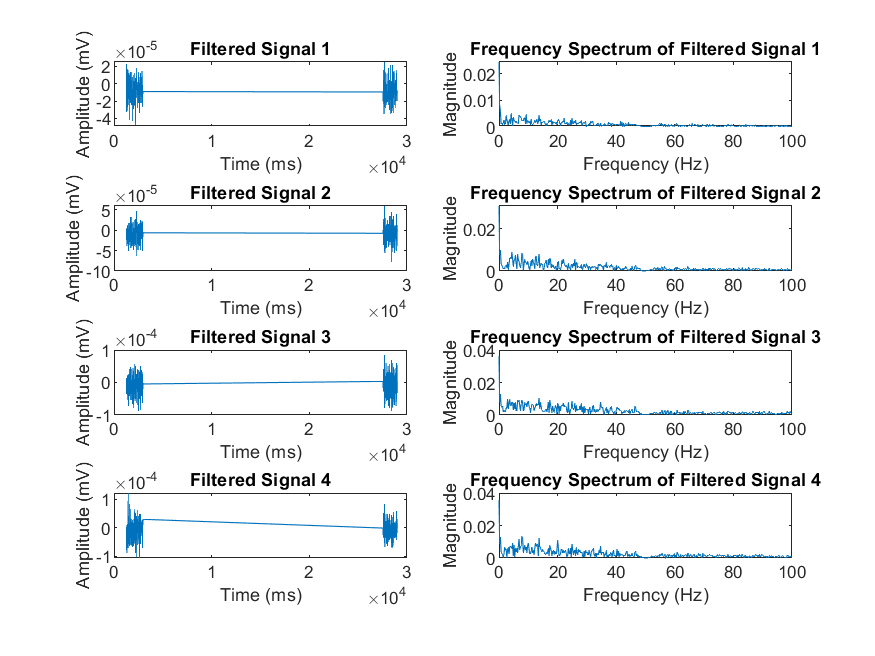 Filtered Signal 1
×10^-5
Amplitude (mV)
2
0
-2
-4
0 1 2 3
Time (ms)
×10^4
Frequency Spectrum of Filtered Signal 1
Magnitude
0.02
0.01
0
0 20 40 60 80 100
Frequency (Hz)
Filtered Signal 2
×10^-5
Amplitude (mV)
5
0
-5
-10
0 1 2 3
Time (ms)
×10^4
Frequency Spectrum of Filtered Signal 2
Magnitude
0.02
0
0 20 40 60 80 100
Frequency (Hz)
Filtered Signal 3
×10^-4
Amplitude (mV)
1
0
-1
0 1 2 3
Time (ms)
×10^4
Frequency Spectrum of Filtered Signal 3
Magnitude
0.04
0.02
0
0 20 40 60 80 100
Frequency (Hz)
Filtered Signal 4
×10^-4
Amplitude (mV)
1
0
-1
0 1 2 3
Time (ms)
×10^4
Frequency Spectrum of Filtered Signal 4
Magnitude
0.04
0.02
0
0 20 40 60 80 100
Frequency (Hz)